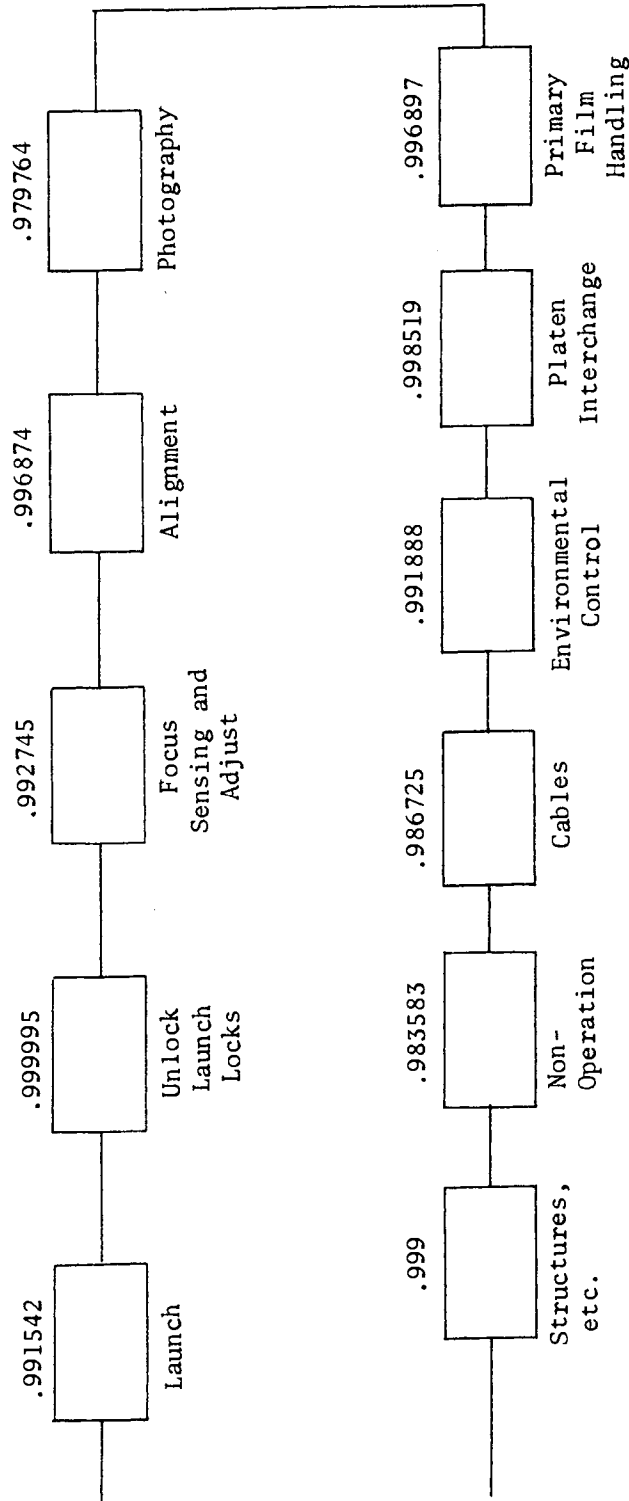 .991542
Launch
.999995
Unlock
Launch
Locks
.992745
Focus
Sensing and
Adjust
.996874
Alignment
.979764
Photography
.999
Structures,
etc.
.983583
Non-
Operation
.986725
Cables
.991888
Environmental
Control
.998519
Platen
Interchange
.996897
Primary
Film
Handling